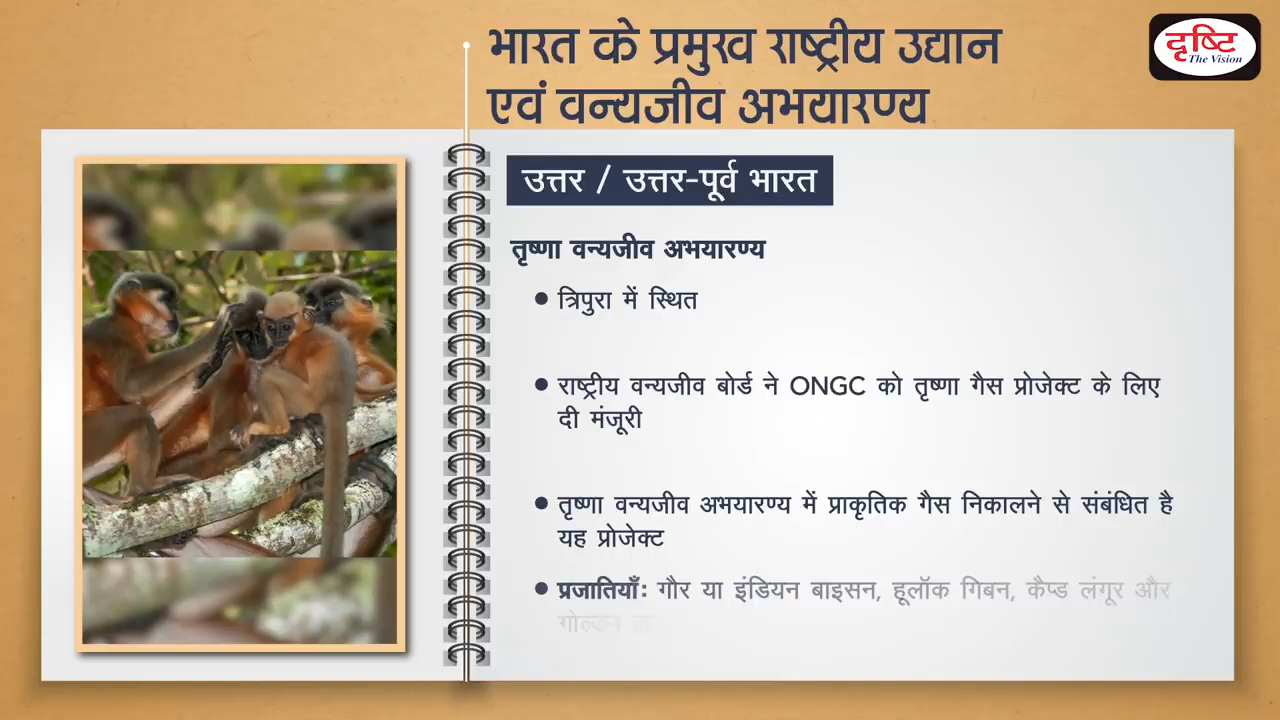 भारत के प्रमुख राष्ट्रीय उद्यान
एवं वन्यजीव अभयारण्य
दृष्टि
The Vision
उत्तर / उत्तर-पूर्व भारत
तृष्णा वन्यजीव अभयारण्य
● त्रिपुरा में स्थित
● राष्ट्रीय वन्यजीव बोर्ड ने ONGC को तृष्णा गैस प्रोजेक्ट के लिए
दी मंजूरी
● तृष्णा वन्यजीव अभयारण्य में प्राकृतिक गैस निकालने से संबंधित है
यह प्रोजेक्ट
● प्रजातियाँ: गौर या इंडियन बाइसन, हूलॉक गिबन, कैप्ड लंगूर और
गोल्डन